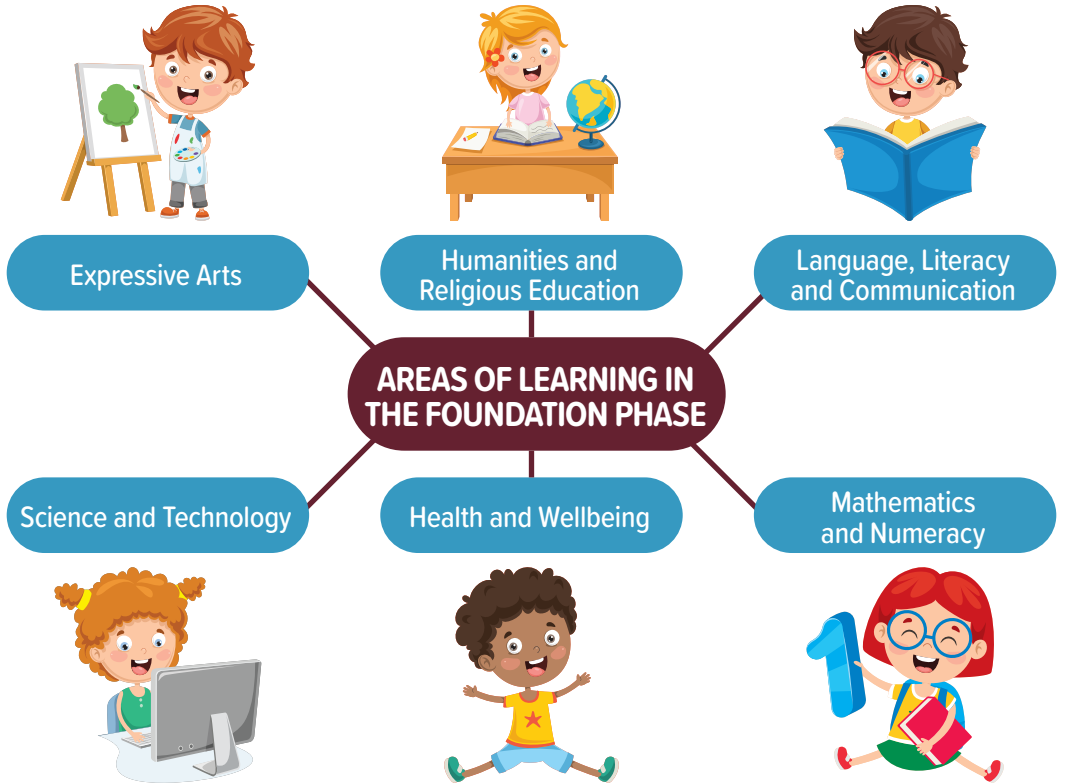 Expressive Arts
Humanities and
Religious Education
Language, Literacy
and Communication
AREAS OF LEARNING IN
THE FOUNDATION PHASE
Science and Technology
Health and Wellbeing
Mathematics
and Numeracy
1